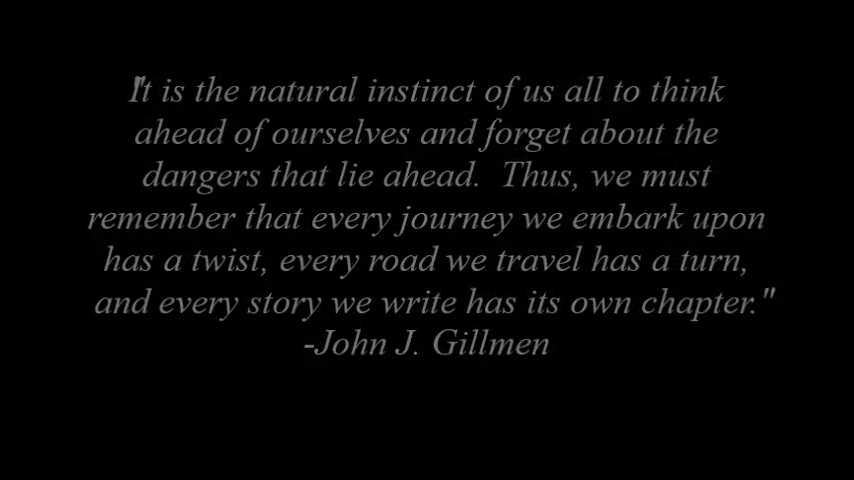 "It is the natural instinct of us all to think
ahead of ourselves and forget about the
dangers that lie ahead.  Thus, we must
remember that every journey we embark upon
has a twist, every road we travel has a turn,
and every story we write has its own chapter."
-John J. Gillmen